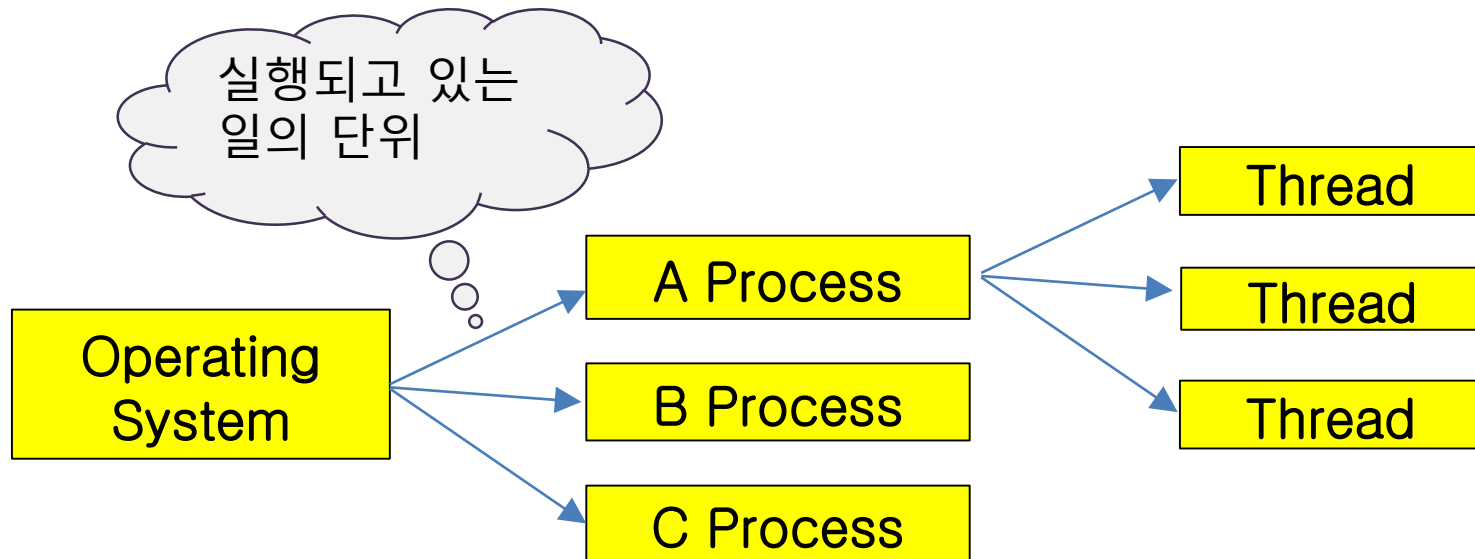 실행되고 있는
일의 단위
Operating
System
A Process
B Process
C Process
Thread
Thread
Thread